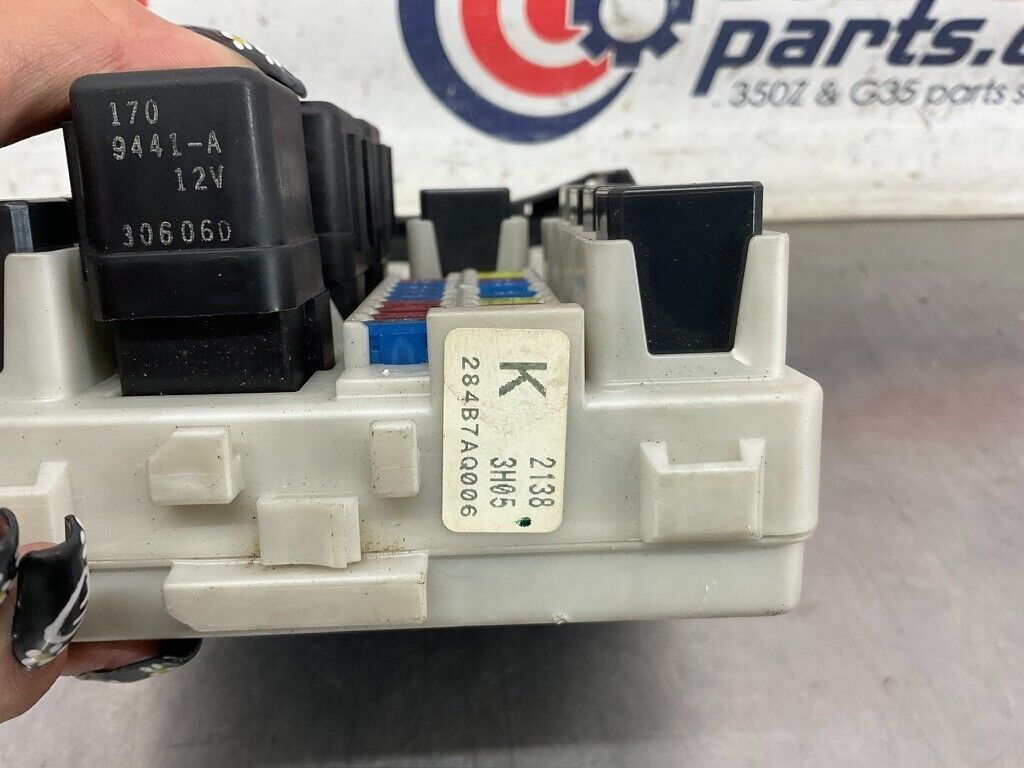 parts.c
350Z & G35 parts s
170
9441-A
12V
306060
K
2138
3H05
284B7AQ006